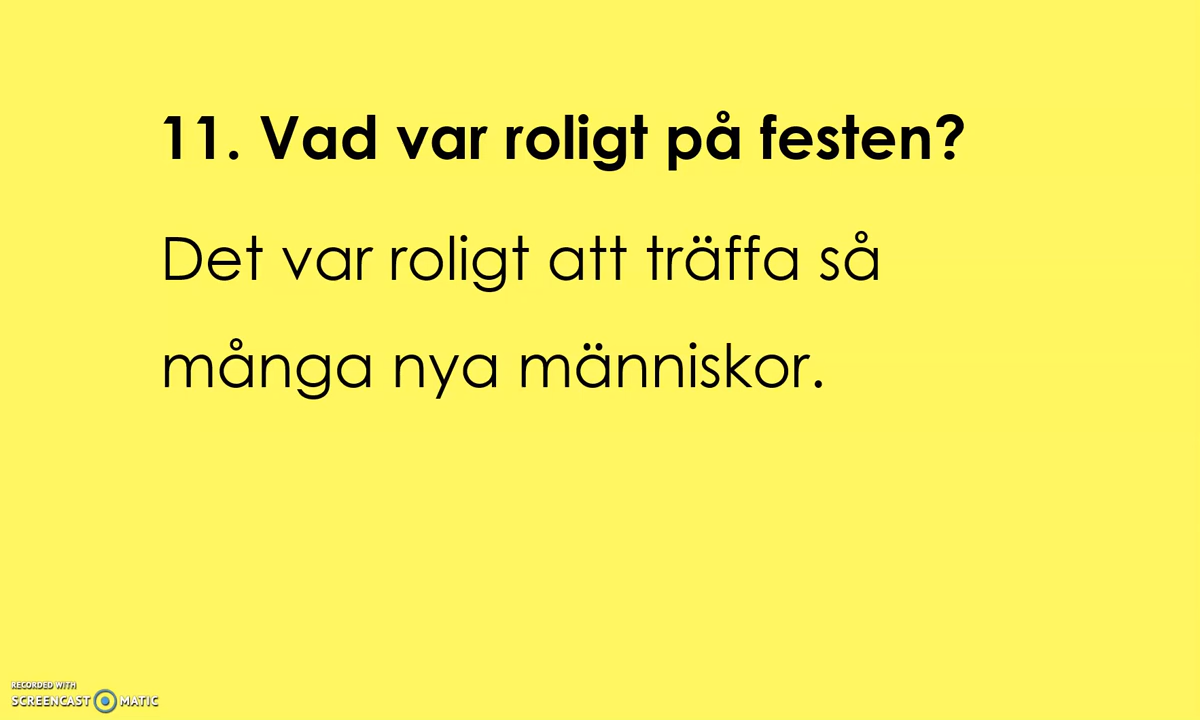 11. Vad var roligt på festen?
Det var roligt att träffa så
många nya människor.
RECORDED WITH
SCREENCAST MATIC